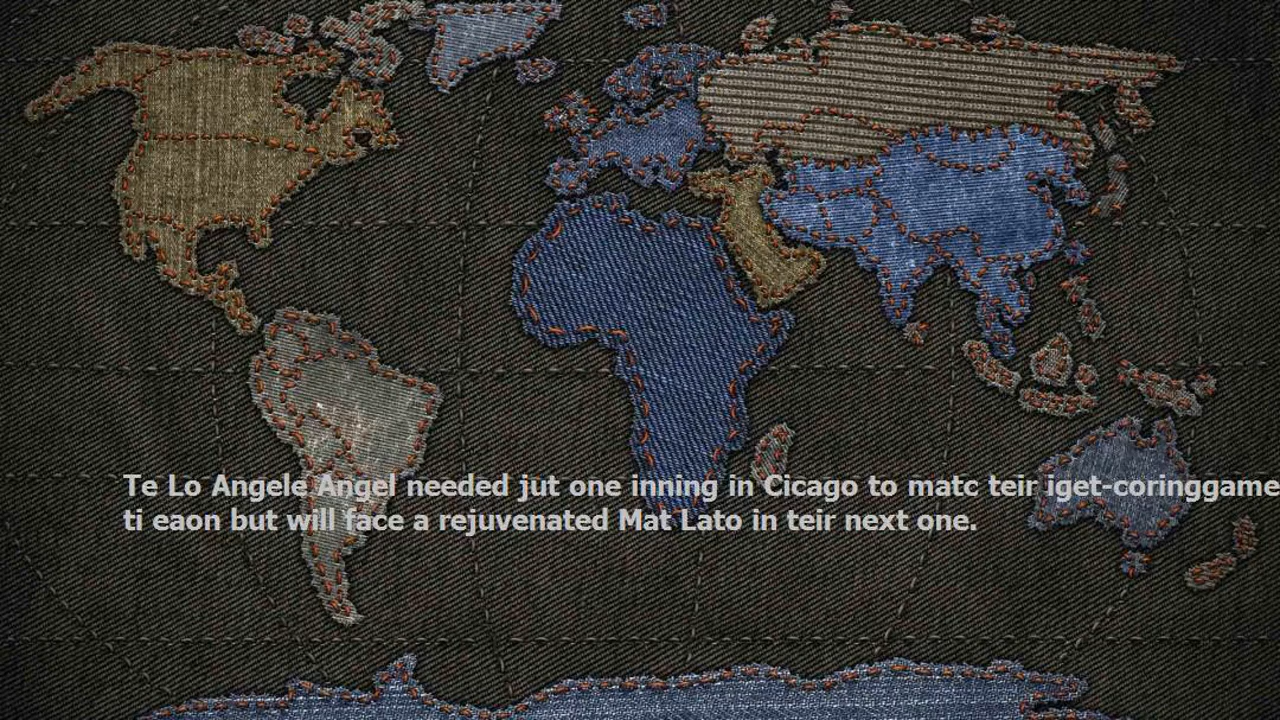 Te Lo Angele Angel needed jut one inning in Cicago to matc teir iget-coringgame
ti eaon but will face a rejuvenated Mat Lato in teir next one.